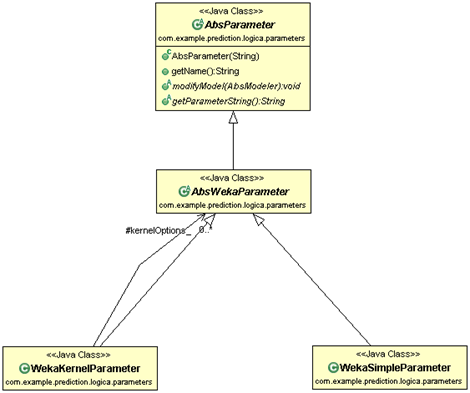 <<Java Class>>
AbsParameter
com.example.prediction.logica.parameters
AbsParameter(String)
getName():String
modifyModel(AbsModeler):void
getParameterString():String
<<Java Class>>
AbsWekaParameter
com.example.prediction.logica.parameters
#kernelOptions_ 0..*
<<Java Class>>
WekaKernelParameter
com.example.prediction.logica.parameters
<<Java Class>>
WekaSimpleParameter
com.example.prediction.logica.parameters